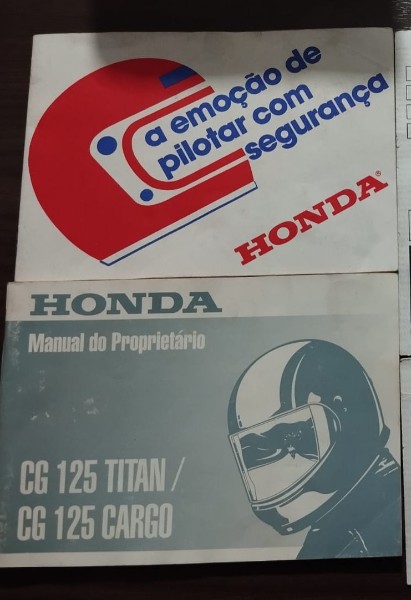 a emoção de
pilotar com
segurança
HONDA
HONDA
Manual do Proprietário
CG 125 TITAN /
CG 125 CARGO